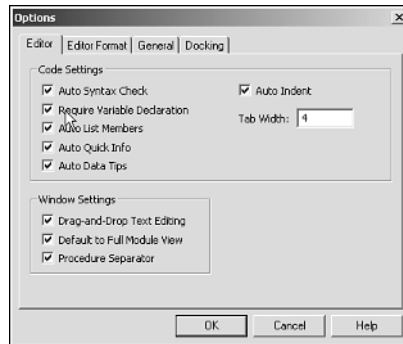 Options
Editor Editor Format General Docking
Code Settings
Auto Syntax Check
Require Variable Declaration
Auto List Members
Auto Quick Info
Auto Data Tips
Auto Indent
Tab Width: 4
Window Settings
Drag-and-Drop Text Editing
Default to Full Module View
Procedure Separator
OK Cancel Help